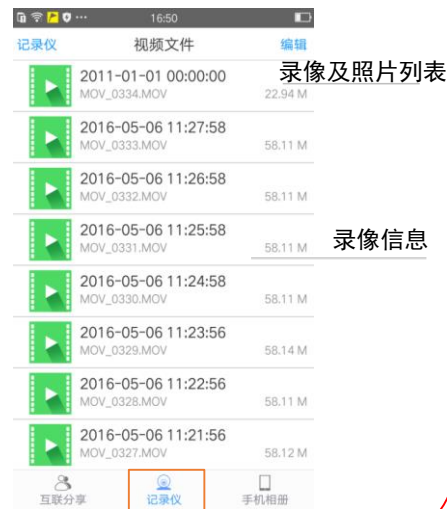 16:50
记录仪 视频文件 编辑
录像及照片列表
2011-01-01 00:00:00
MOV_0334.MOV 22.94 M
2016-05-06 11:27:58
MOV_0333.MOV 58.11 M
2016-05-06 11:26:58
MOV_0332.MOV 58.11 M
2016-05-06 11:25:58
MOV_0331.MOV 58.11 M
录像信息
2016-05-06 11:24:58
MOV_0330.MOV 58.11 M
2016-05-06 11:23:56
MOV_0329.MOV 58.14 M
2016-05-06 11:22:56
MOV_0328.MOV 58.11 M
2016-05-06 11:21:56
MOV_0327.MOV 58.12 M
互联分享 记录仪 手机相册